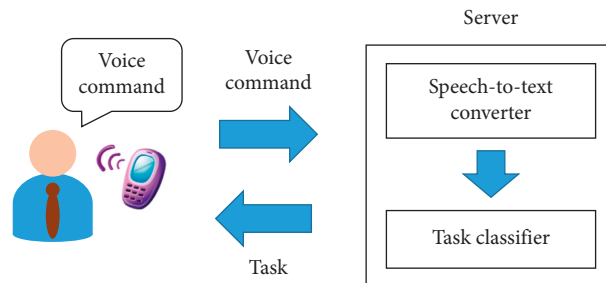 Server
Voice
command
Voice
command
Speech-to-text
converter
Task classifier
Task